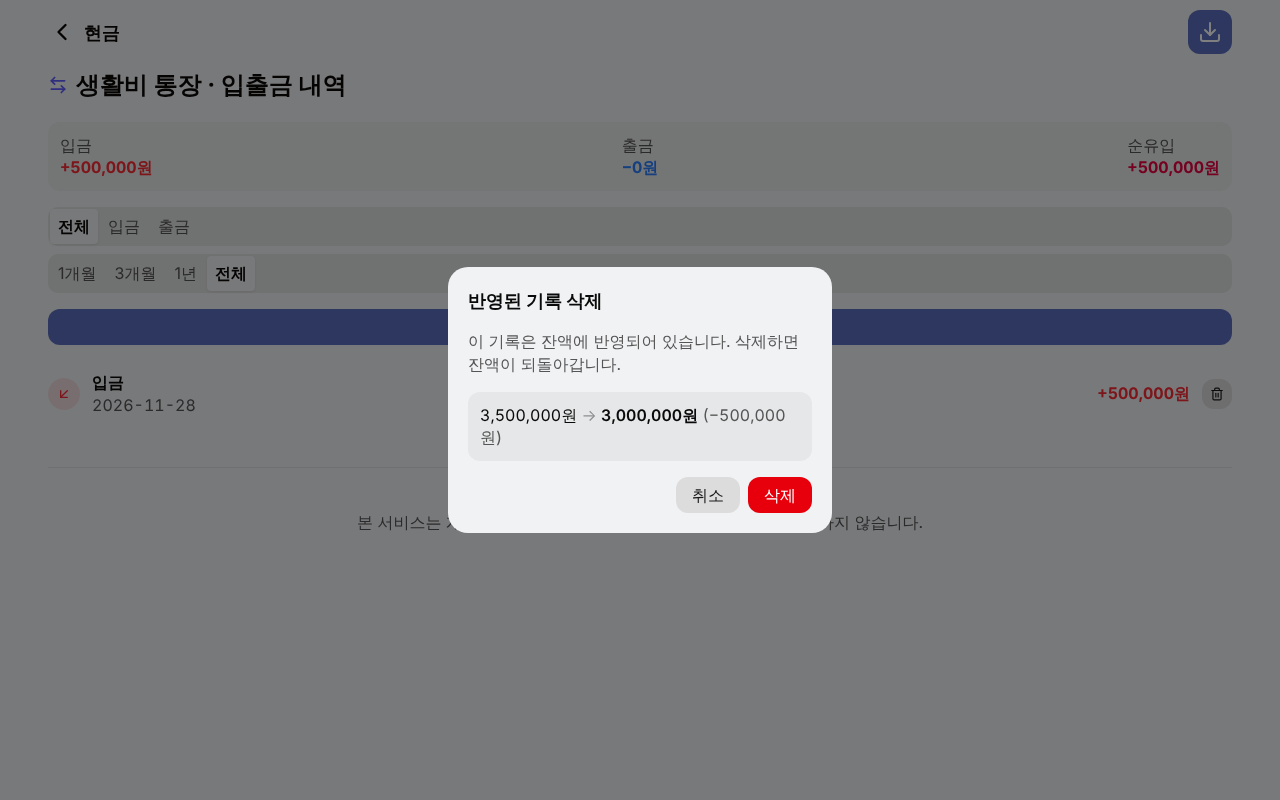 현금
생활비 통장 · 입출금 내역
입금
+500,000원
출금
−0원
순유입
+500,000원
전체 입금 출금
1개월 3개월 1년 전체
반영된 기록 삭제
이 기록은 잔액에 반영되어 있습니다. 삭제하면
잔액이 되돌아갑니다.
3,500,000원 → 3,000,000원 (−500,000
원)
취소 삭제
입금
2026-11-28
+500,000원
본 서비스는
않습니다.